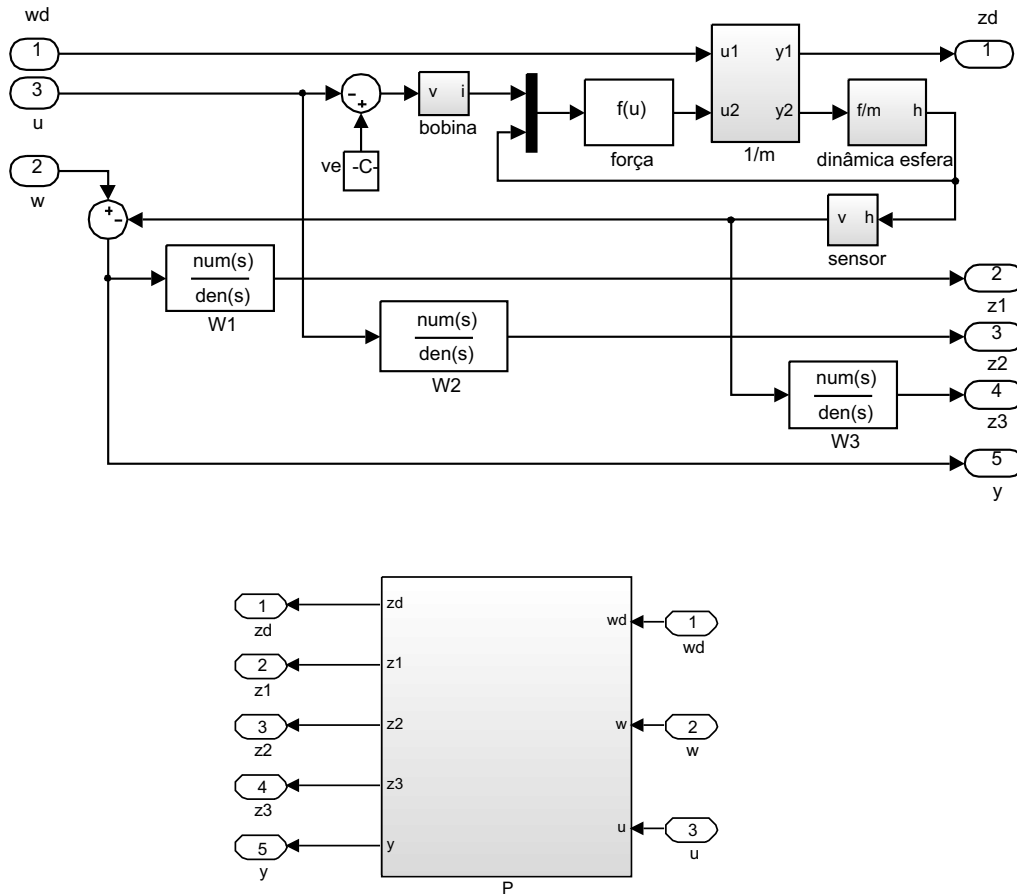 wd
zd
1
1
u1
y1
3
v
i
f(u)
u2
y2
f/m
h
u
bobina
ve
-C-
força
1/m
dinâmica esfera
2
w
v
h
sensor
num(s)
den(s)
W1
2
z1
num(s)
den(s)
W2
3
z2
num(s)
den(s)
W3
4
z3
5
y
1
zd
zd
wd
1
wd
2
z1
z1
3
z2
z2
w
2
w
4
z3
z3
u
3
u
5
y
y
P